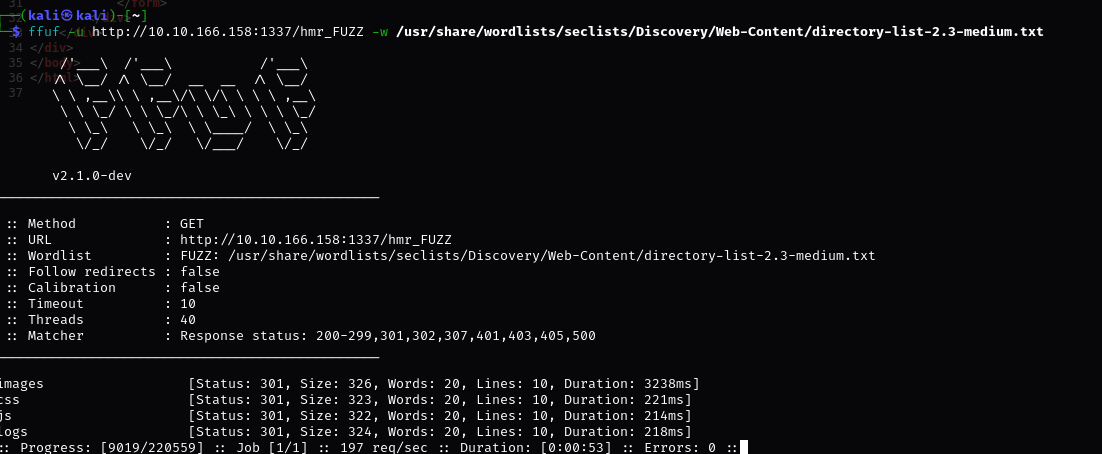 31 </form>
(kali㉿kali)-[~]
32 </div>
$ ffuf -u http://10.10.166.158:1337/hmr_FUZZ -w /usr/share/wordlists/seclists/Discovery/Web-Content/directory-list-2.3-medium.txt
34 </div>
35 </body>
36 </html>
37
v2.1.0-dev
:: Method : GET
:: URL : http://10.10.166.158:1337/hmr_FUZZ
:: Wordlist : FUZZ: /usr/share/wordlists/seclists/Discovery/Web-Content/directory-list-2.3-medium.txt
:: Follow redirects : false
:: Calibration : false
:: Timeout : 10
:: Threads : 40
:: Matcher : Response status: 200-299,301,302,307,401,403,405,500
images [Status: 301, Size: 326, Words: 20, Lines: 10, Duration: 3238ms]
css [Status: 301, Size: 323, Words: 20, Lines: 10, Duration: 221ms]
js [Status: 301, Size: 322, Words: 20, Lines: 10, Duration: 214ms]
logs [Status: 301, Size: 324, Words: 20, Lines: 10, Duration: 218ms]
:: Progress: [9019/220559] :: Job [1/1] :: 197 req/sec :: Duration: [0:00:53] :: Errors: 0 ::